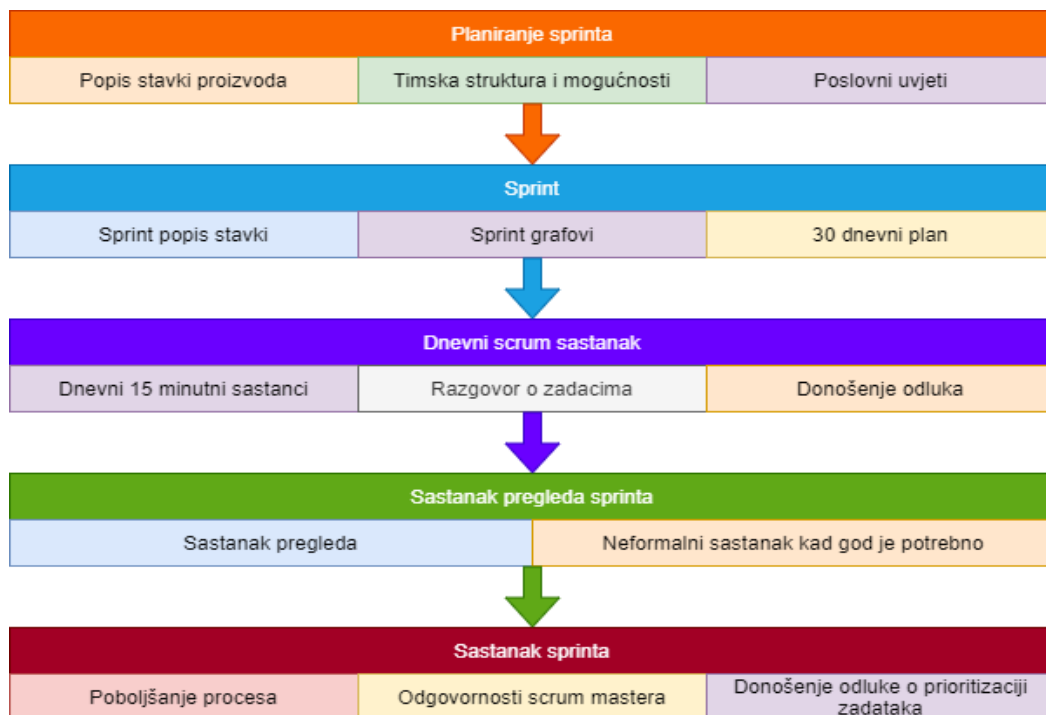 Planiranje sprinta
Popis stavki proizvoda
Timska struktura i mogućnosti
Poslovni uvjeti
Sprint
Sprint popis stavki
Sprint grafovi
30 dnevni plan
Dnevni scrum sastanak
Dnevni 15 minutni sastanci
Razgovor o zadacima
Donošenje odluka
Sastanak pregleda sprinta
Sastanak pregleda
Neformalni sastanak kad god je potrebno
Sastanak sprinta
Poboljšanje procesa
Odgovornosti scrum mastera
Donošenje odluke o prioritizaciji
zadataka